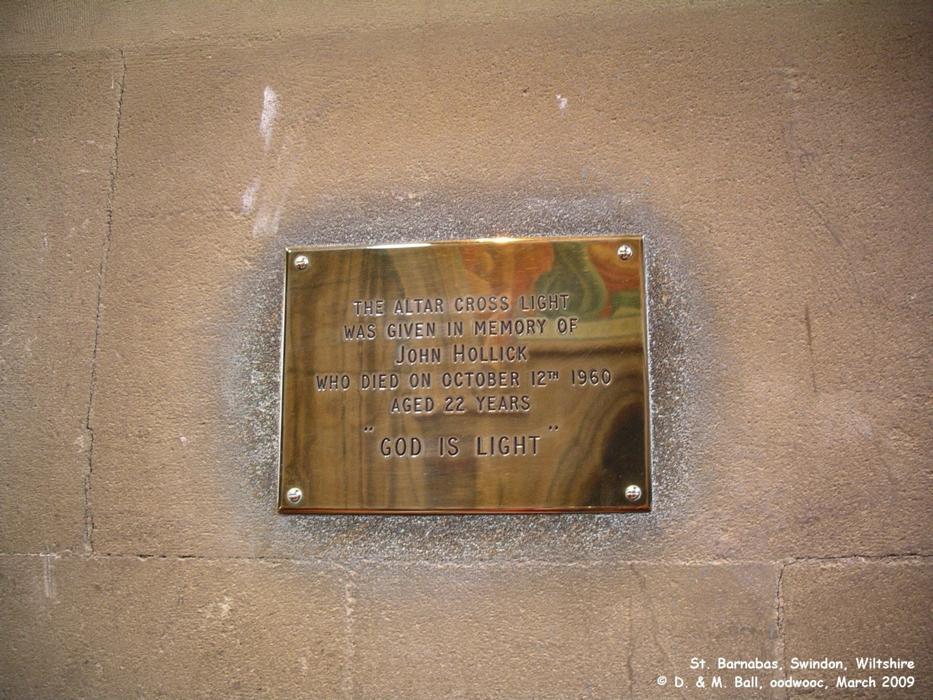 THE ALTAR CROSS LIGHT
WAS GIVEN IN MEMORY OF
JOHN HOLLICK
WHO DIED ON OCTOBER 12TH 1960
AGED 22 YEARS
"GOD IS LIGHT"
St. Barnabas, Swindon, Wiltshire
© D. & M. Ball, oodwooc, March 2009